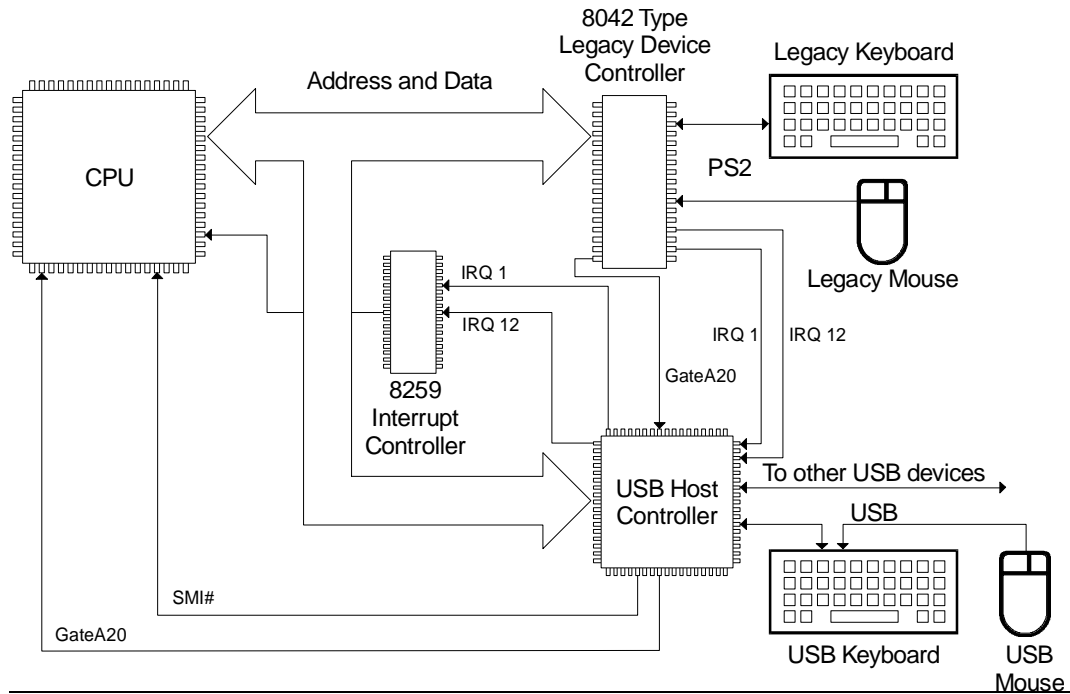 8042 Type
Legacy Device
Controller
Legacy Keyboard
Address and Data
CPU
PS2
Legacy Mouse
IRQ 1
IRQ 12
IRQ 1
IRQ 12
GateA20
8259
Interrupt
Controller
USB Host
Controller
To other USB devices
USB
SMI#
GateA20
USB Keyboard
USB
Mouse